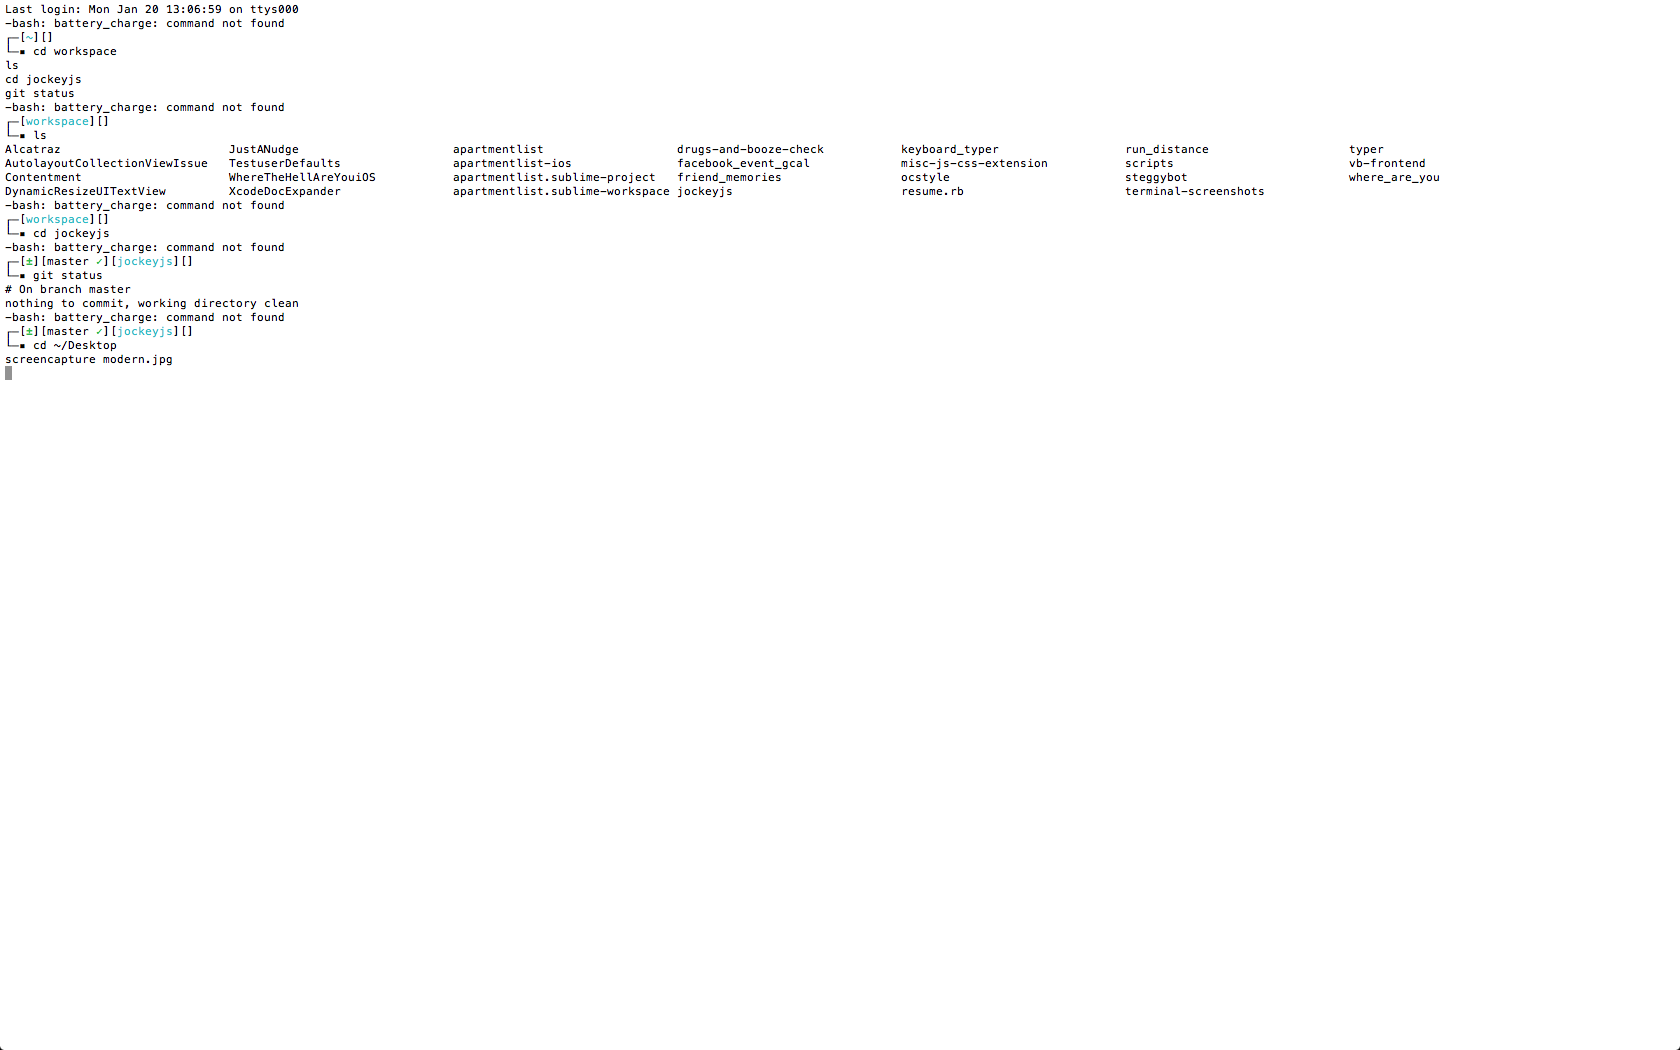 Last login: Mon Jan 20 13:06:59 on ttys000
-bash: battery_charge: command not found
┌─[~][]
└─▪ cd workspace
ls
cd jockeyjs
git status
-bash: battery_charge: command not found
┌─[workspace][]
└─▪ ls
Alcatraz JustANudge apartmentlist drugs-and-booze-check keyboard_typer run_distance typer
AutolayoutCollectionViewIssue TestuserDefaults apartmentlist-ios facebook_event_gcal misc-js-css-extension scripts vb-frontend
Contentment WhereTheHellAreYouiOS apartmentlist.sublime-project friend_memories ocstyle steggybot where_are_you
DynamicResizeUITextView XcodeDocExpander apartmentlist.sublime-workspace jockeyjs resume.rb terminal-screenshots
-bash: battery_charge: command not found
┌─[workspace][]
└─▪ cd jockeyjs
-bash: battery_charge: command not found
┌─[±][master ✓][jockeyjs][]
└─▪ git status
# On branch master
nothing to commit, working directory clean
-bash: battery_charge: command not found
┌─[±][master ✓][jockeyjs][]
└─▪ cd ~/Desktop
screencapture modern.jpg